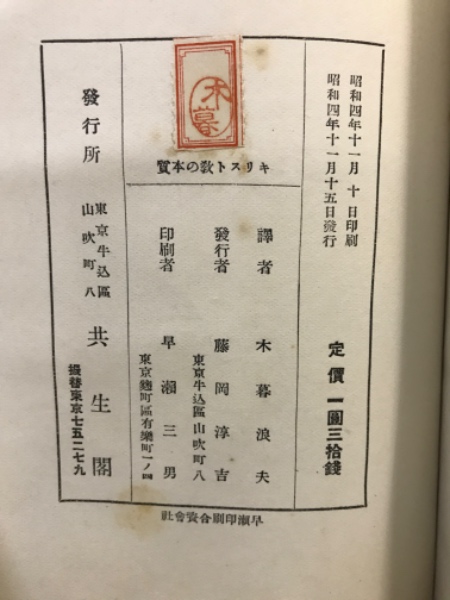 昭和四年十一月十日印刷
昭和四年十一月十五日發行
定價一圓三拾錢
木暮
キリスト敎の本質
譯者 木暮浪夫
發行者 藤岡淳吉
東京牛込區山吹町八
印刷者 早瀨三男
東京麴町區有樂町一ノ四
發行所
東京牛込區
山吹町八
共生閣
振替東京七五二七九
早瀨印刷合資會社